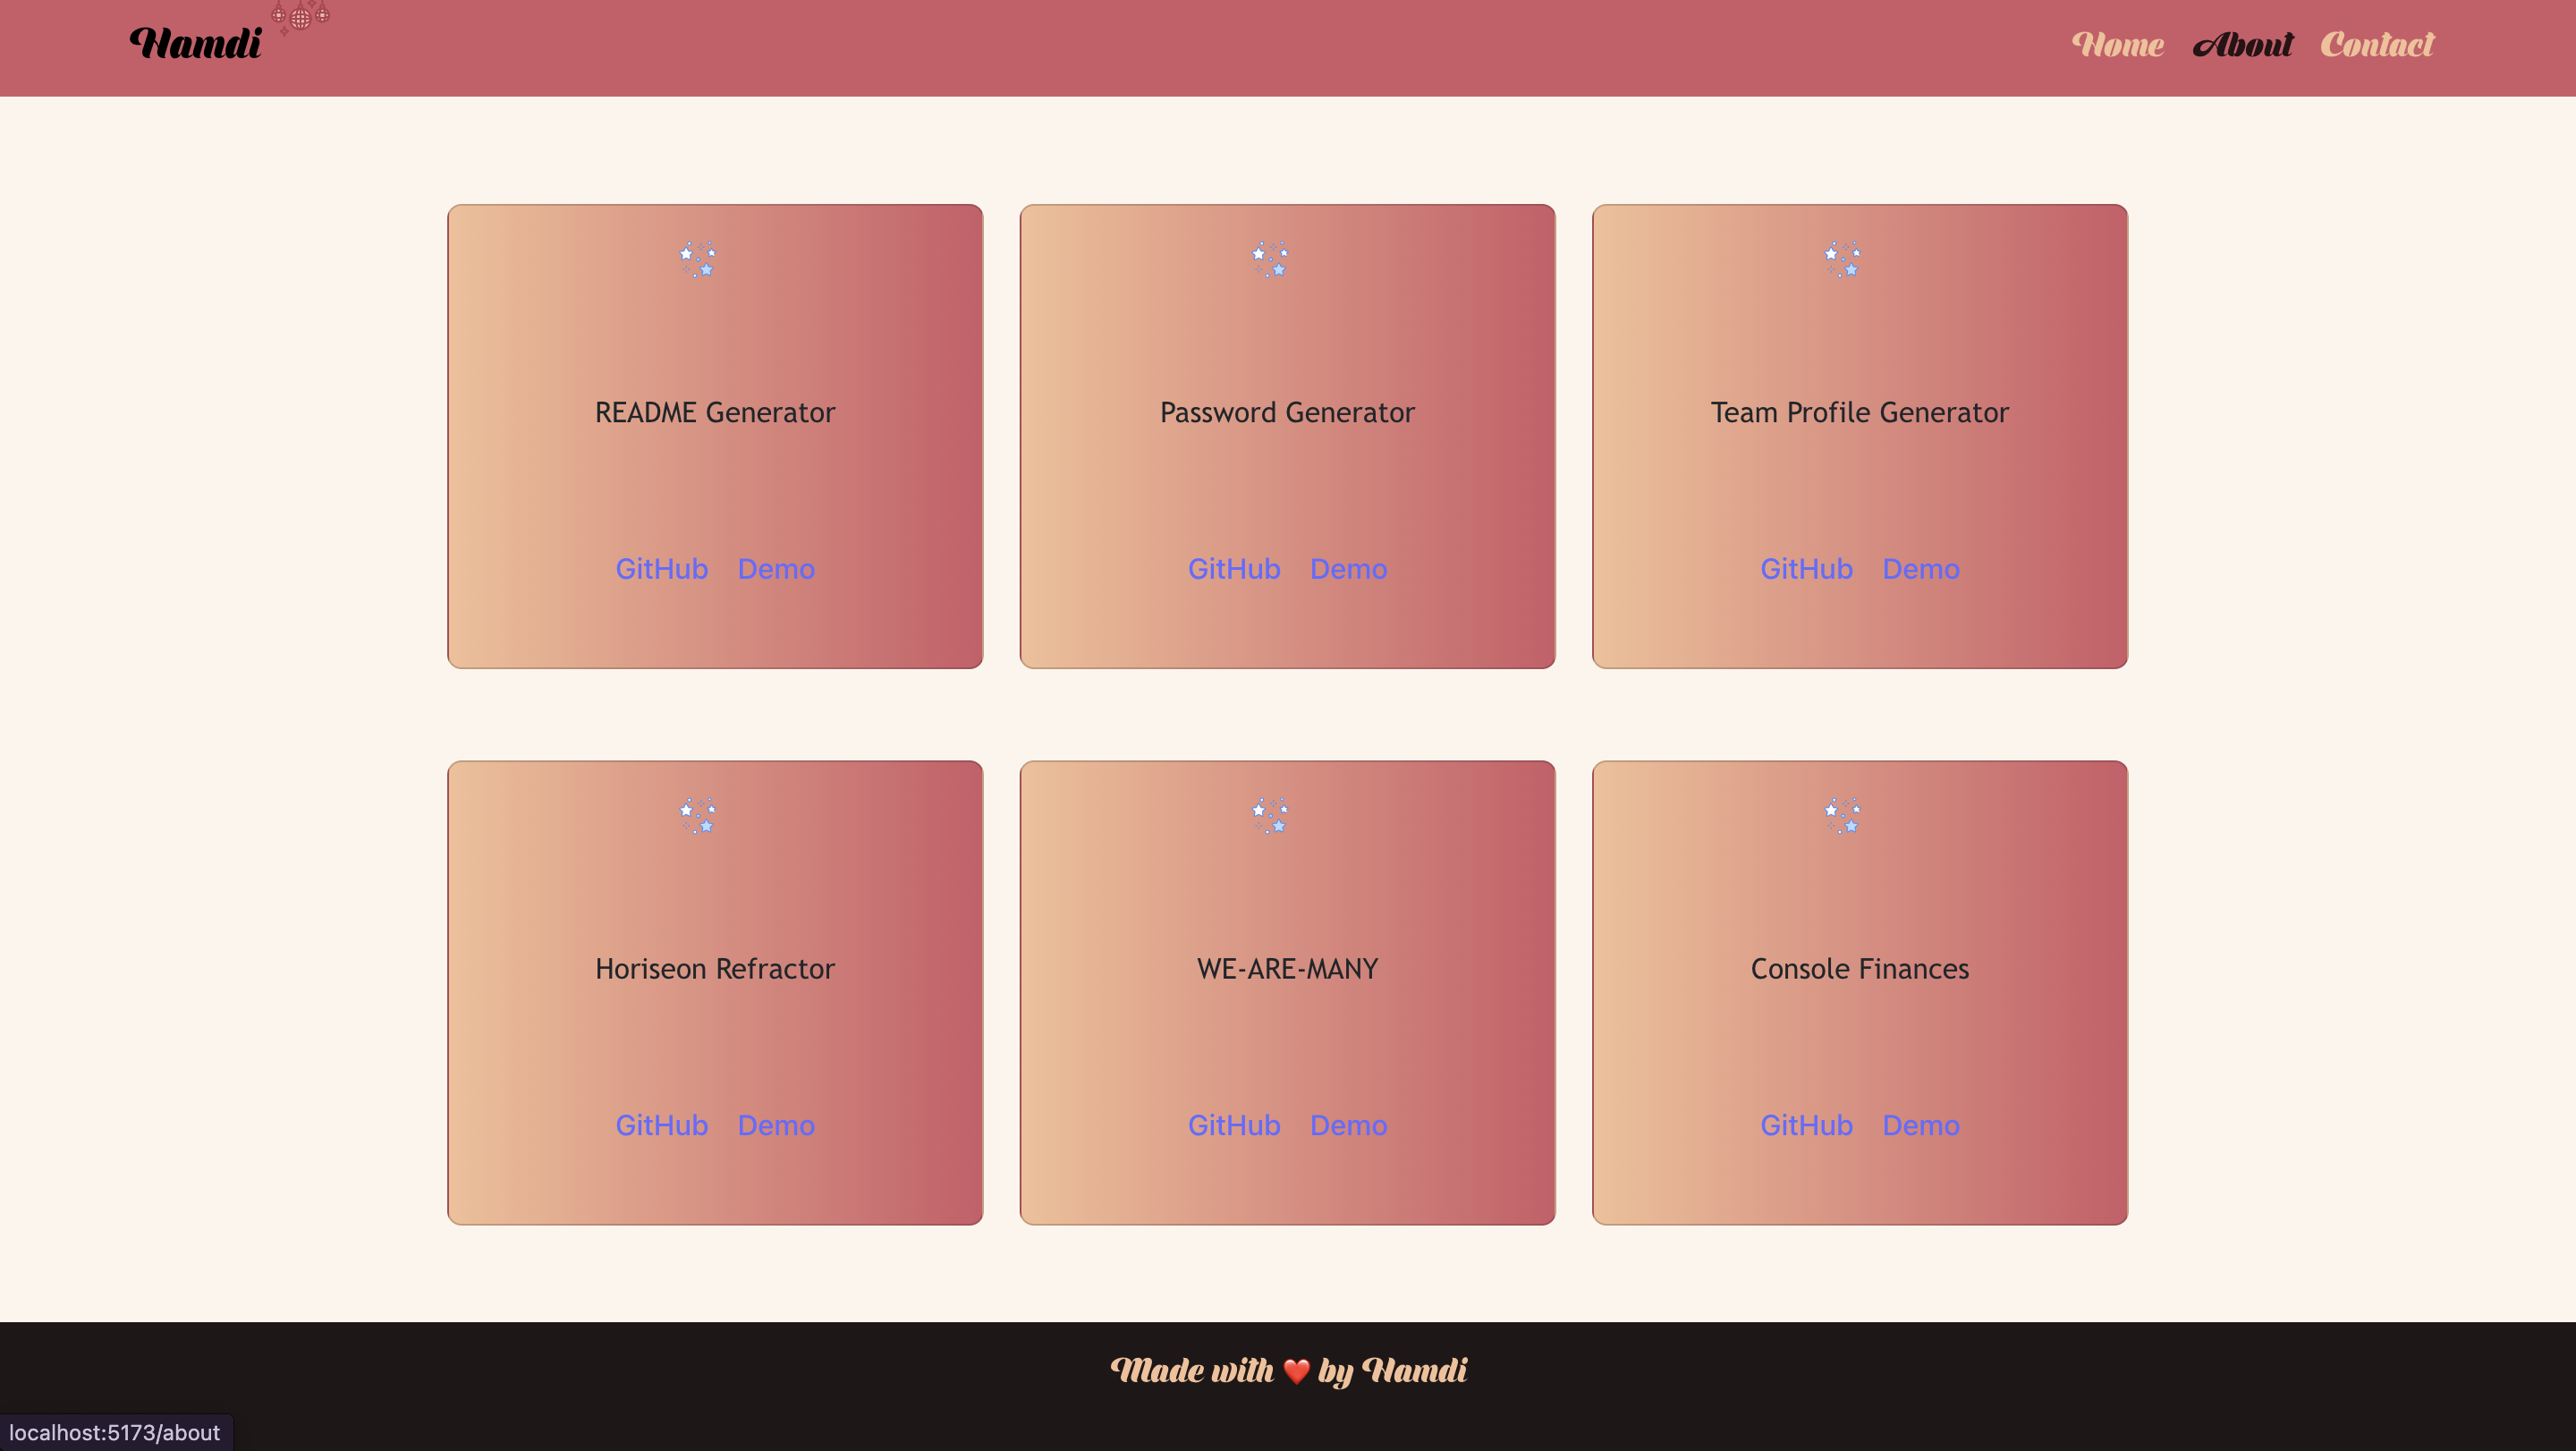 Hamdi
Home About Contact
README Generator
Password Generator
Team Profile Generator
GitHub Demo
GitHub Demo
GitHub Demo
Horiseon Refractor
WE-ARE-MANY
Console Finances
GitHub Demo
GitHub Demo
GitHub Demo
Made with ❤️ by Hamdi
localhost:5173/about